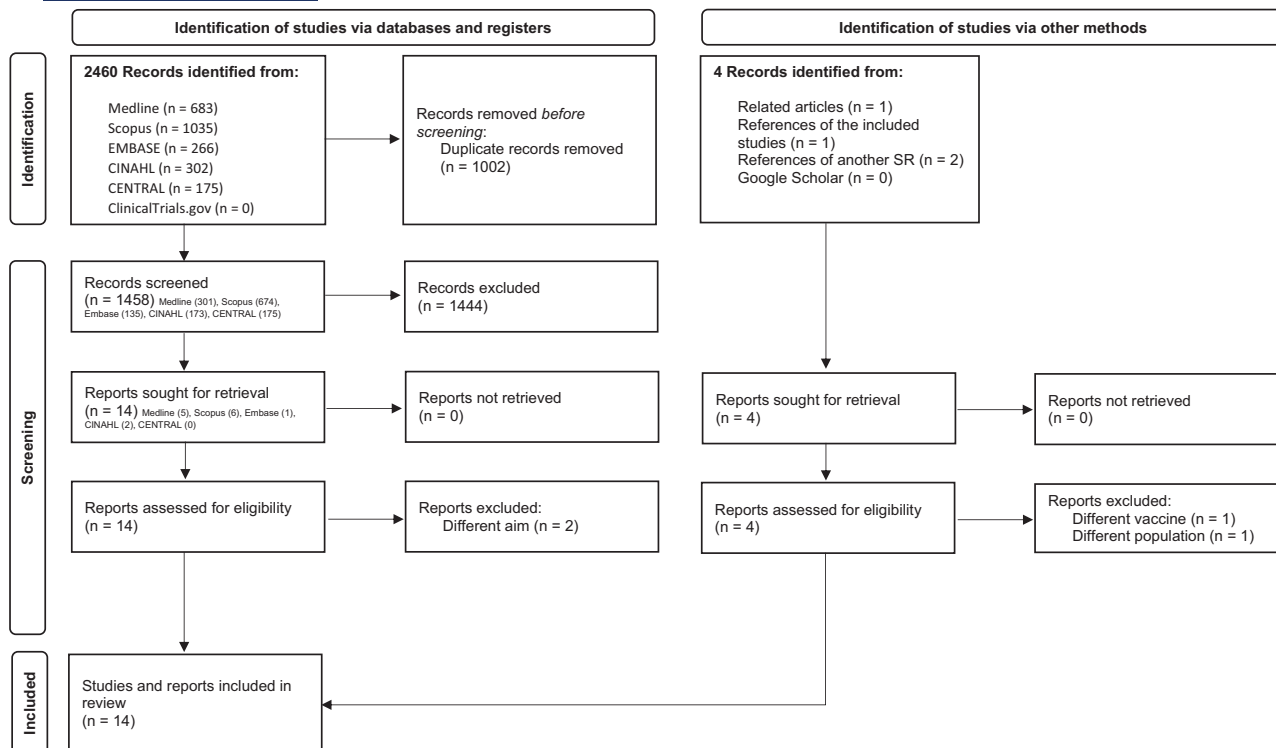 Identification of studies via databases and registers
Identification of studies via other methods
Identification
2460 Records identified from:
Medline (n = 683)
Scopus (n = 1035)
EMBASE (n = 266)
CINAHL (n = 302)
CENTRAL (n = 175)
ClinicalTrials.gov (n = 0)
Records removed before
screening:
Duplicate records removed
(n = 1002)
4 Records identified from:
Related articles (n = 1)
References of the included
studies (n = 1)
References of another SR (n = 2)
Google Scholar (n = 0)
Screening
Records screened
(n = 1458) Medline (301), Scopus (674),
Embase (135), CINAHL (173), CENTRAL (175)
Records excluded
(n = 1444)
Reports sought for retrieval
(n = 14) Medline (5), Scopus (6), Embase (1),
CINAHL (2), CENTRAL (0)
Reports not retrieved
(n = 0)
Reports sought for retrieval
(n = 4)
Reports not retrieved
(n = 0)
Reports assessed for eligibility
(n = 14)
Reports excluded:
Different aim (n = 2)
Reports assessed for eligibility
(n = 4)
Reports excluded:
Different vaccine (n = 1)
Different population (n = 1)
Included
Studies and reports included in
review
(n = 14)